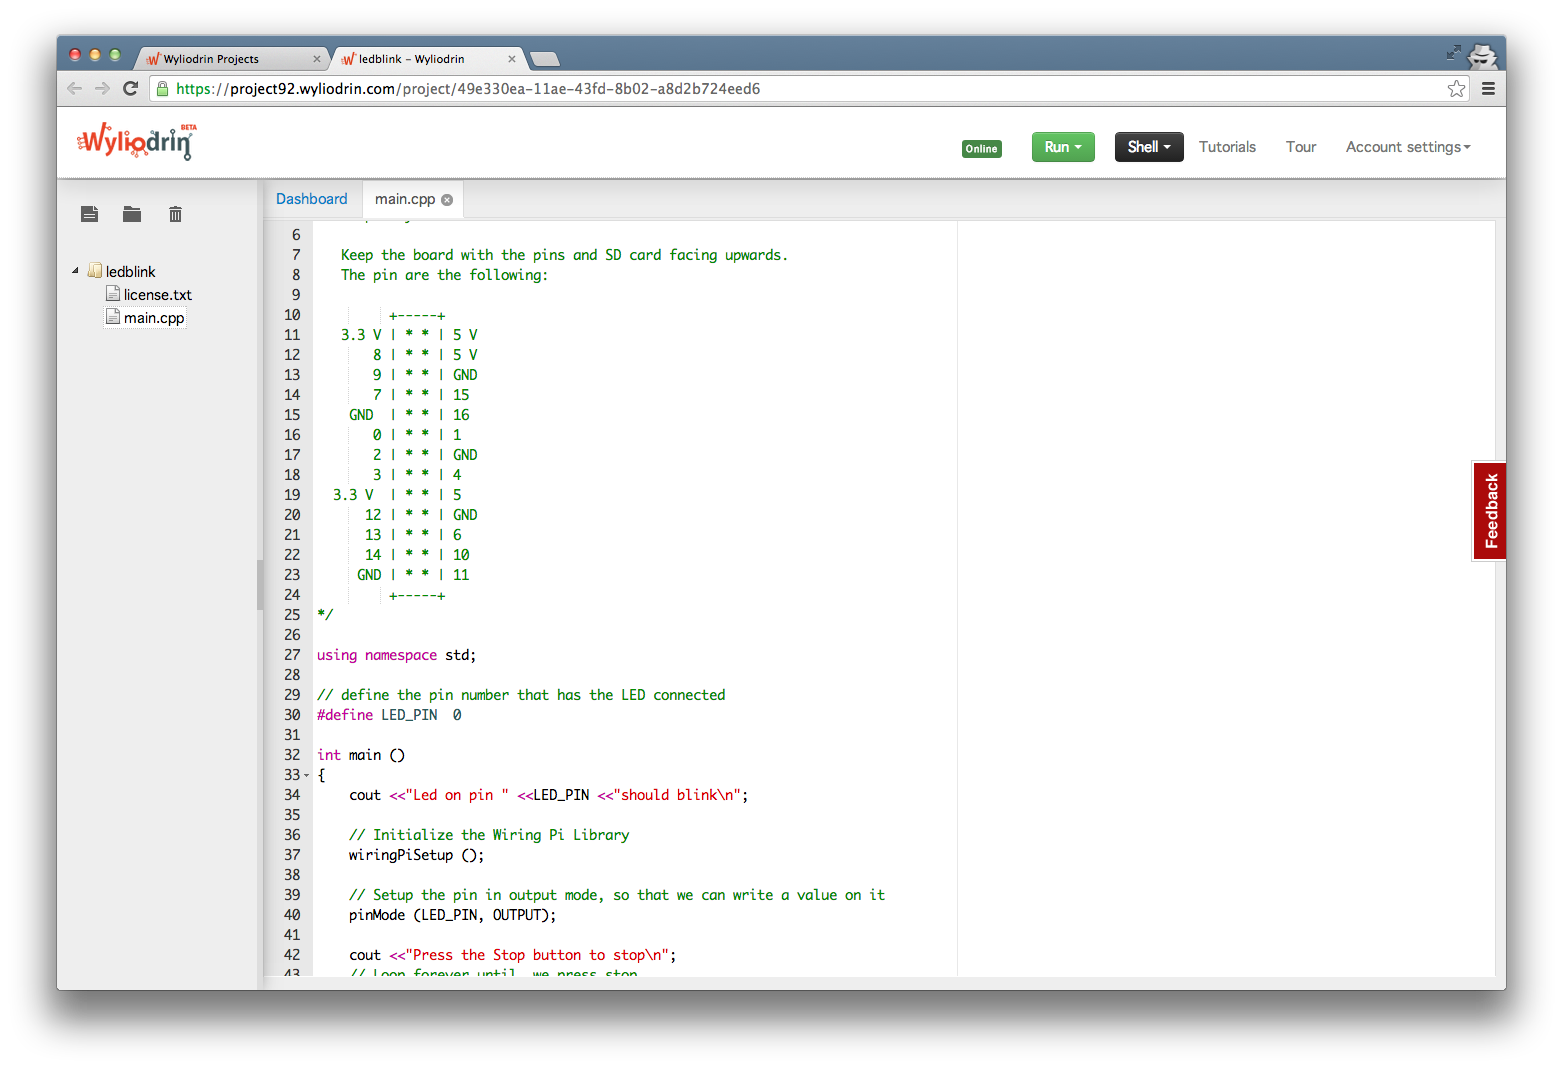 Wyliodrin Projects
ledblink – Wyliodrin
https://project92.wyliodrin.com/project/49e330ea-11ae-43fd-8b02-a8d2b724eed6
Wyliodrin BETA
Online
Run
Shell
Tutorials
Tour
Account settings
Dashboard
main.cpp
ledblink
license.txt
main.cpp
6
7 Keep the board with the pins and SD card facing upwards.
8 The pin are the following:
9
10 +-----+
11 3.3 V | * * | 5 V
12 8 | * * | 5 V
13 9 | * * | GND
14 7 | * * | 15
15 GND | * * | 16
16 0 | * * | 1
17 2 | * * | GND
18 3 | * * | 4
19 3.3 V | * * | 5
20 12 | * * | GND
21 13 | * * | 6
22 14 | * * | 10
23 GND | * * | 11
24 +-----+
25 */
26
27 using namespace std;
28
29 // define the pin number that has the LED connected
30 #define LED_PIN 0
31
32 int main ()
33 {
34 cout <<"Led on pin " <<LED_PIN <<"should blink\n";
35
36 // Initialize the Wiring Pi Library
37 wiringPiSetup ();
38
39 // Setup the pin in output mode, so that we can write a value on it
40 pinMode (LED_PIN, OUTPUT);
41
42 cout <<"Press the Stop button to stop\n";
43 // Loop forever until we press stop
Feedback